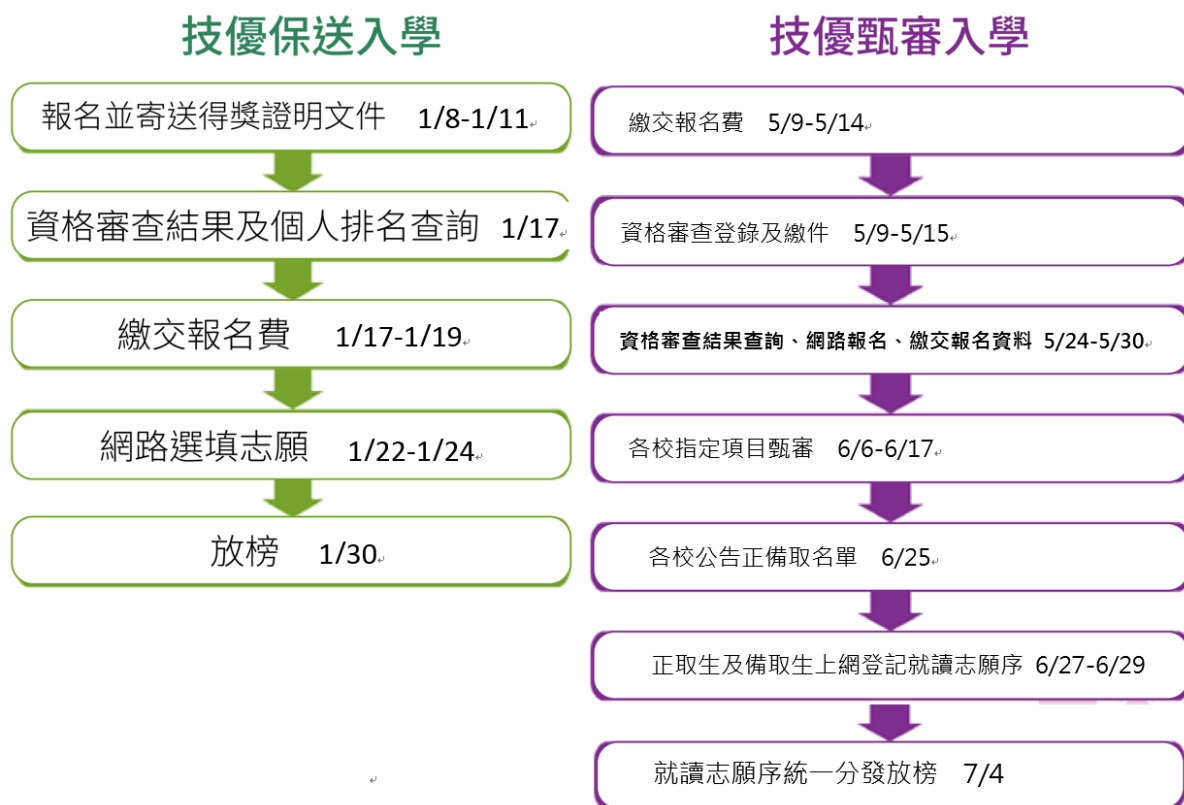 技優保送入學
報名並寄送得獎證明文件 1/8-1/11
資格審查結果及個人排名查詢 1/17
繳交報名費 1/17-1/19
網路選填志願 1/22-1/24
放榜 1/30
技優甄審入學
繳交報名費 5/9-5/14
資格審查登錄及繳件 5/9-5/15
資格審查結果查詢、網路報名、繳交報名資料 5/24-5/30
各校指定項目甄審 6/6-6/17
各校公告正備取名單 6/25
正取生及備取生上網登記就讀志願序 6/27-6/29
就讀志願序統一分發放榜 7/4